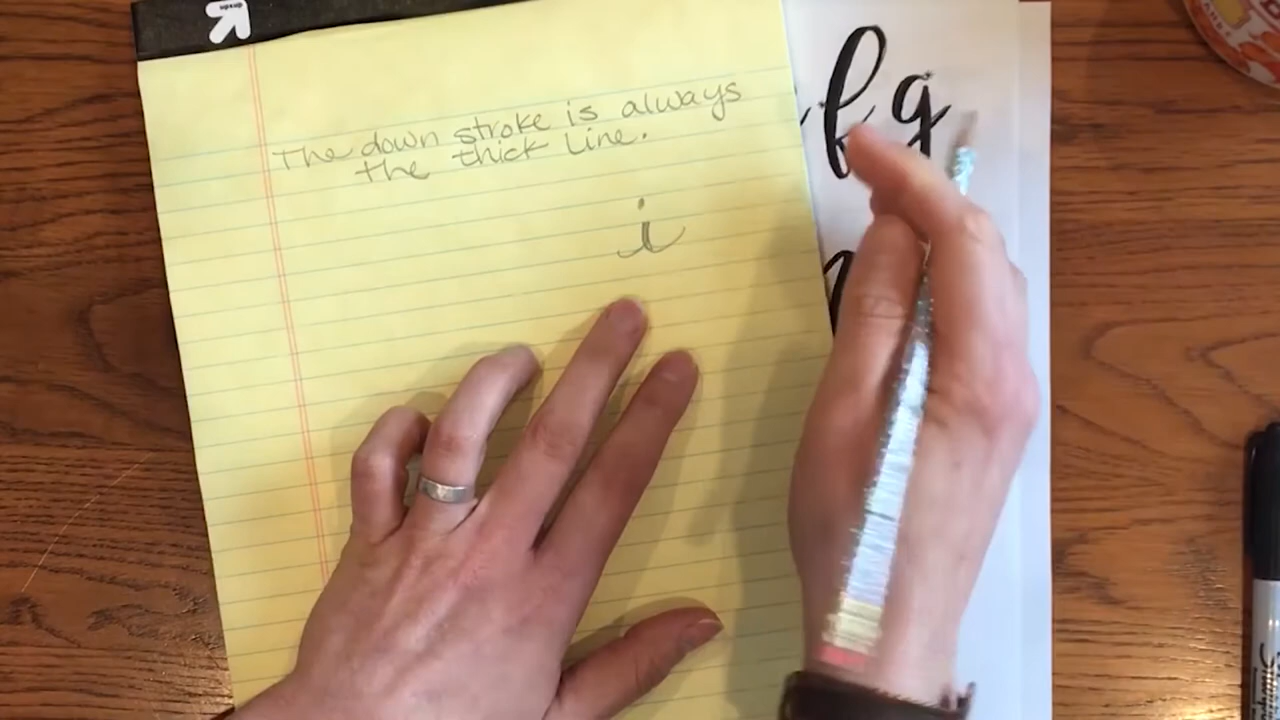 The down stroke is always
the thick line.
i
f g